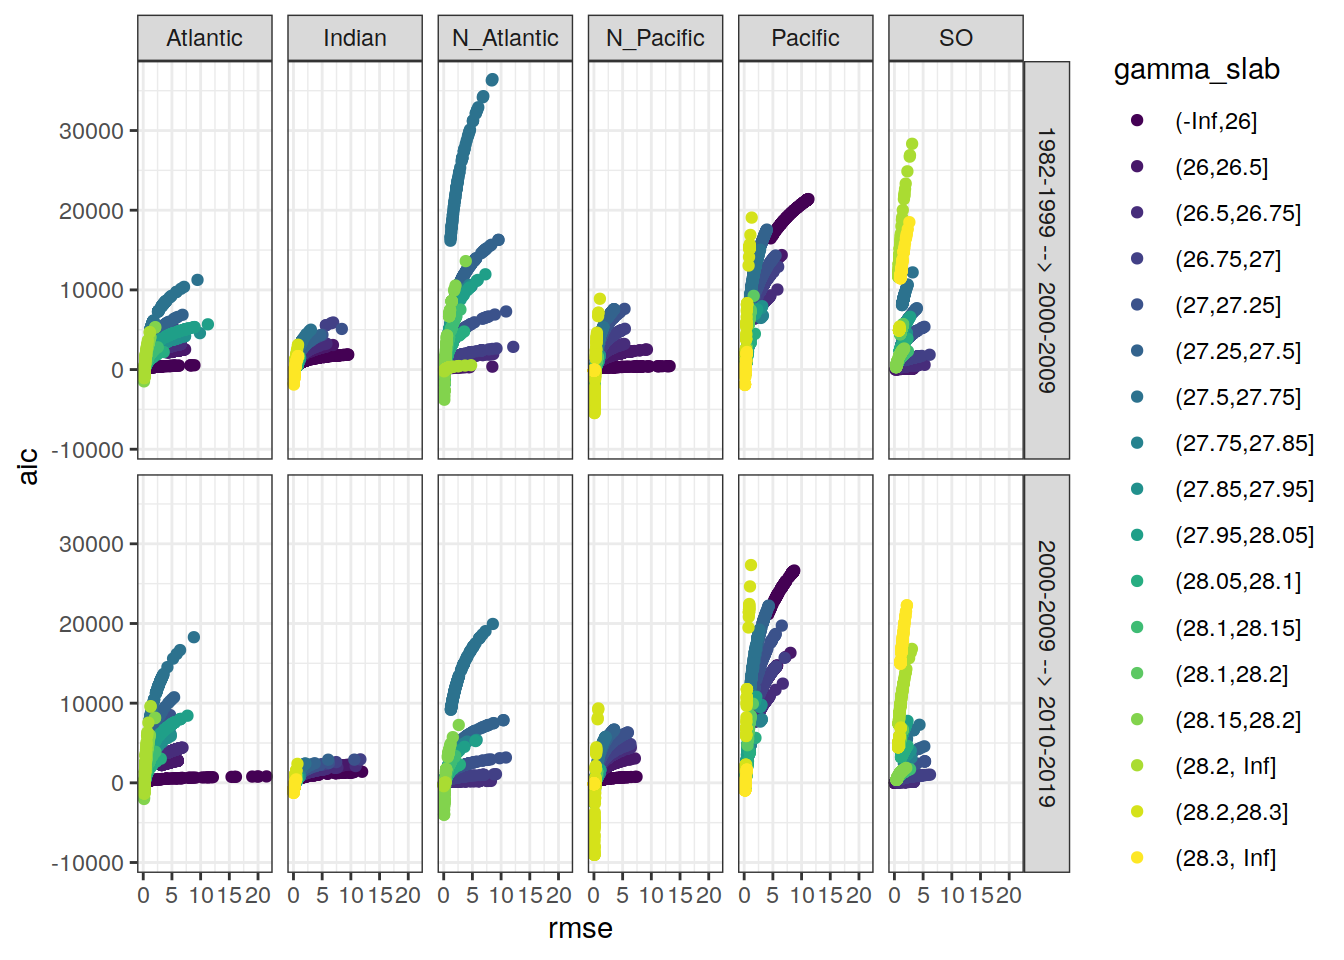 Atlantic
Indian
N_Atlantic
N_Pacific
Pacific
SO
gamma_slab
(-Inf,26]
(26,26.5]
(26.5,26.75]
(26.75,27]
(27,27.25]
(27.25,27.5]
(27.5,27.75]
(27.75,27.85]
(27.85,27.95]
(27.95,28.05]
(28.05,28.1]
(28.1,28.15]
(28.1,28.2]
(28.15,28.2]
(28.2, Inf]
(28.2,28.3]
(28.3, Inf]
1982-1999 --> 2000-2009
2000-2009 --> 2010-2019
aic
30000
20000
10000
0
-10000
30000
20000
10000
0
-10000
0 5 10 15 20
0 5 10 15 20
0 5 10 15 20
0 5 10 15 20
0 5 10 15 20
0 5 10 15 20
rmse